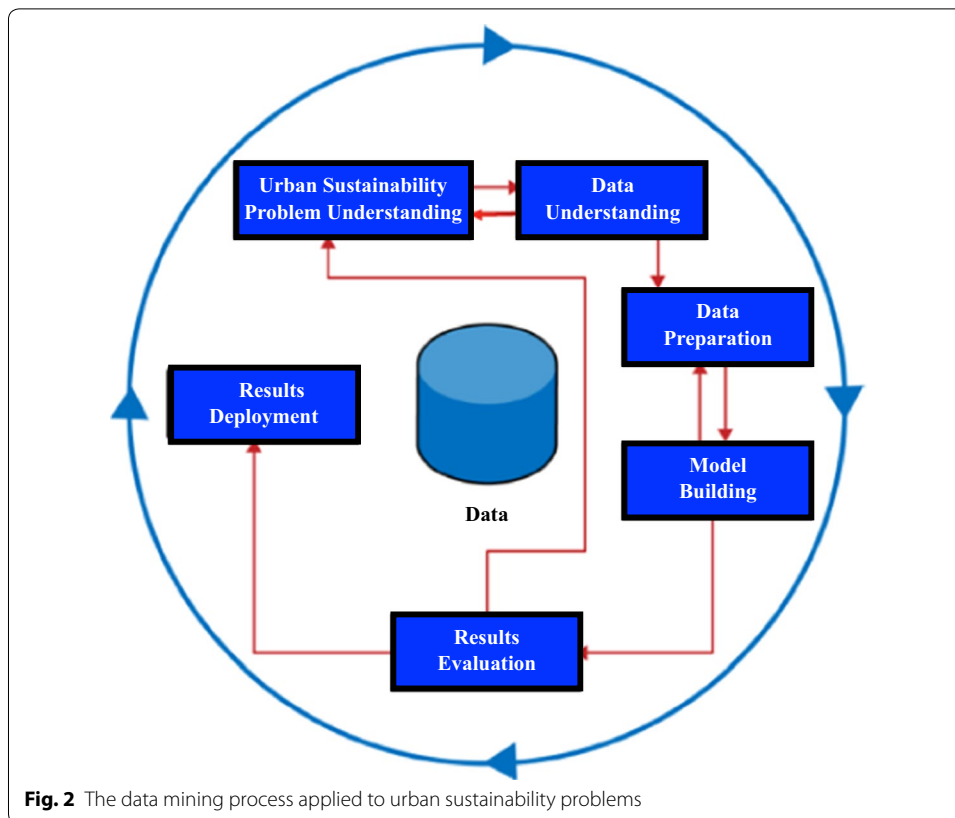 Urban Sustainability
Problem Understanding
Data
Understanding
Data
Preparation
Results
Deployment
Model
Building
Data
Results
Evaluation
Fig. 2 The data mining process applied to urban sustainability problems